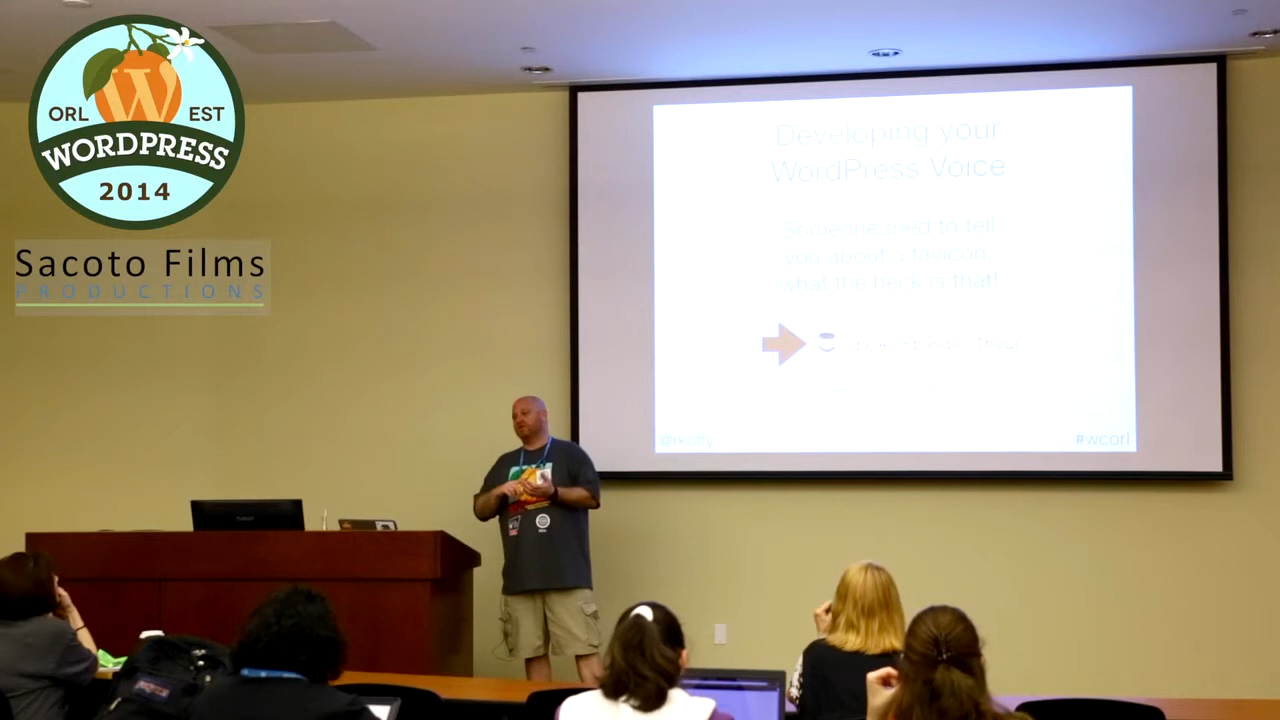 ORL EST
WORDPRESS
2014
Sacoto Films
PRODUCTIONS
Developing your
WordPress Voice
Someone tried to tell
you about a favicon,
what the heck is that!
@rkoffy
#wcorl